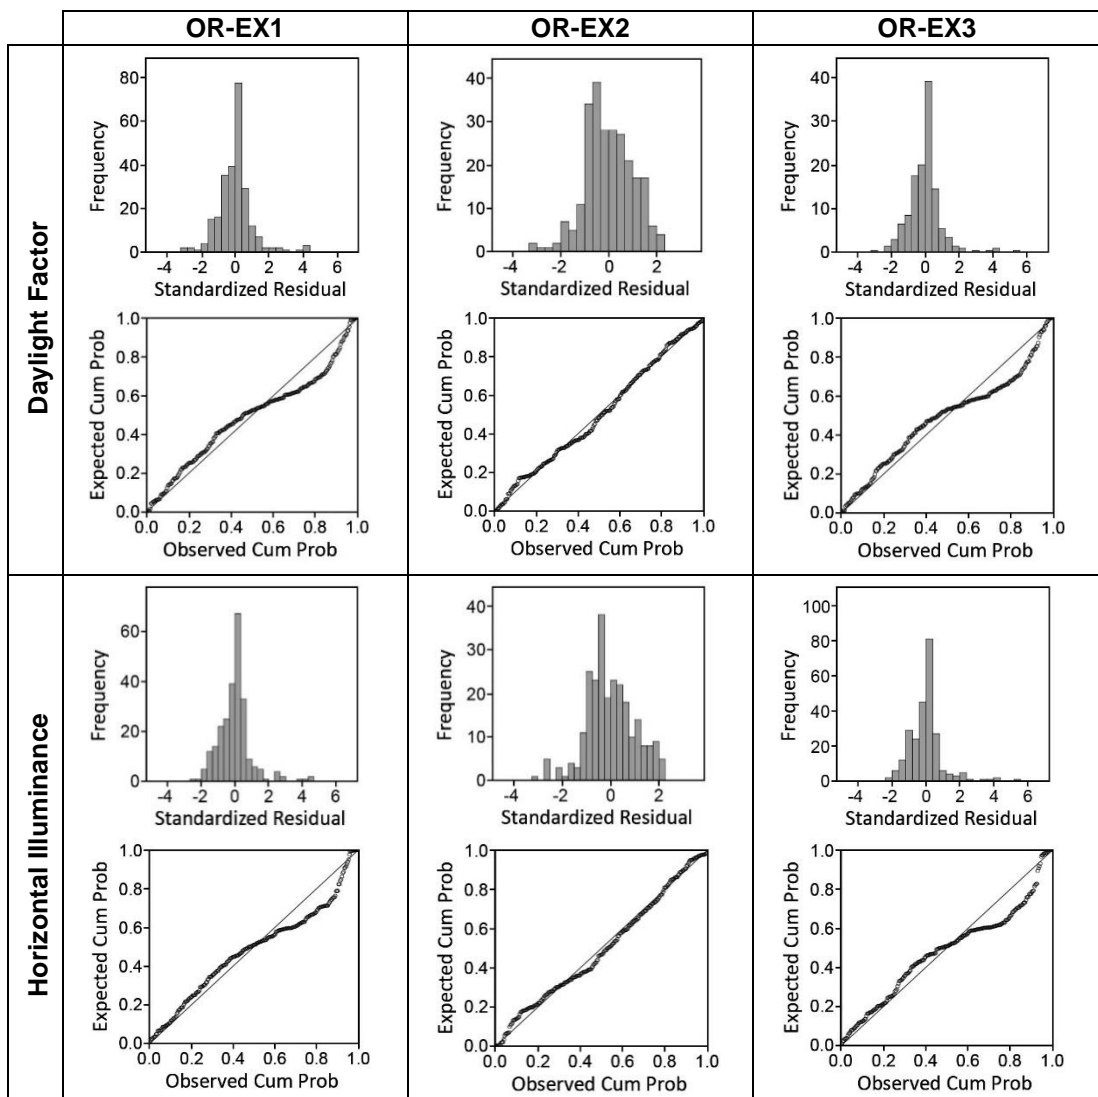 OR-EX1
OR-EX2
OR-EX3
Daylight Factor
Frequency
80
60
40
20
0
-4 -2 0 2 4 6
Standardized Residual
Frequency
40
30
20
10
0
-4 -2 0 2
Standardized Residual
Frequency
40
30
20
10
0
-4 -2 0 2 4 6
Standardized Residual
Expected Cum Prob
1.0
0.8
0.6
0.4
0.2
0.0
0.0 0.2 0.4 0.6 0.8 1.0
Observed Cum Prob
Expected Cum Prob
1.0
0.8
0.6
0.4
0.2
0.0
0.0 0.2 0.4 0.6 0.8 1.0
Observed Cum Prob
Expected Cum Prob
1.0
0.8
0.6
0.4
0.2
0.0
0.0 0.2 0.4 0.6 0.8 1.0
Observed Cum Prob
Horizontal Illuminance
Frequency
60
40
20
0
-4 -2 0 2 4 6
Standardized Residual
Frequency
40
30
20
10
0
-4 -2 0 2
Standardized Residual
Frequency
100
80
60
40
20
0
-4 -2 0 2 4 6
Standardized Residual
Expected Cum Prob
1.0
0.8
0.6
0.4
0.2
0.0
0.0 0.2 0.4 0.6 0.8 1.0
Observed Cum Prob
Expected Cum Prob
1.0
0.8
0.6
0.4
0.2
0.0
0.0 0.2 0.4 0.6 0.8 1.0
Observed Cum Prob
Expected Cum Prob
1.0
0.8
0.6
0.4
0.2
0.0
0.0 0.2 0.4 0.6 0.8 1.0
Observed Cum Prob